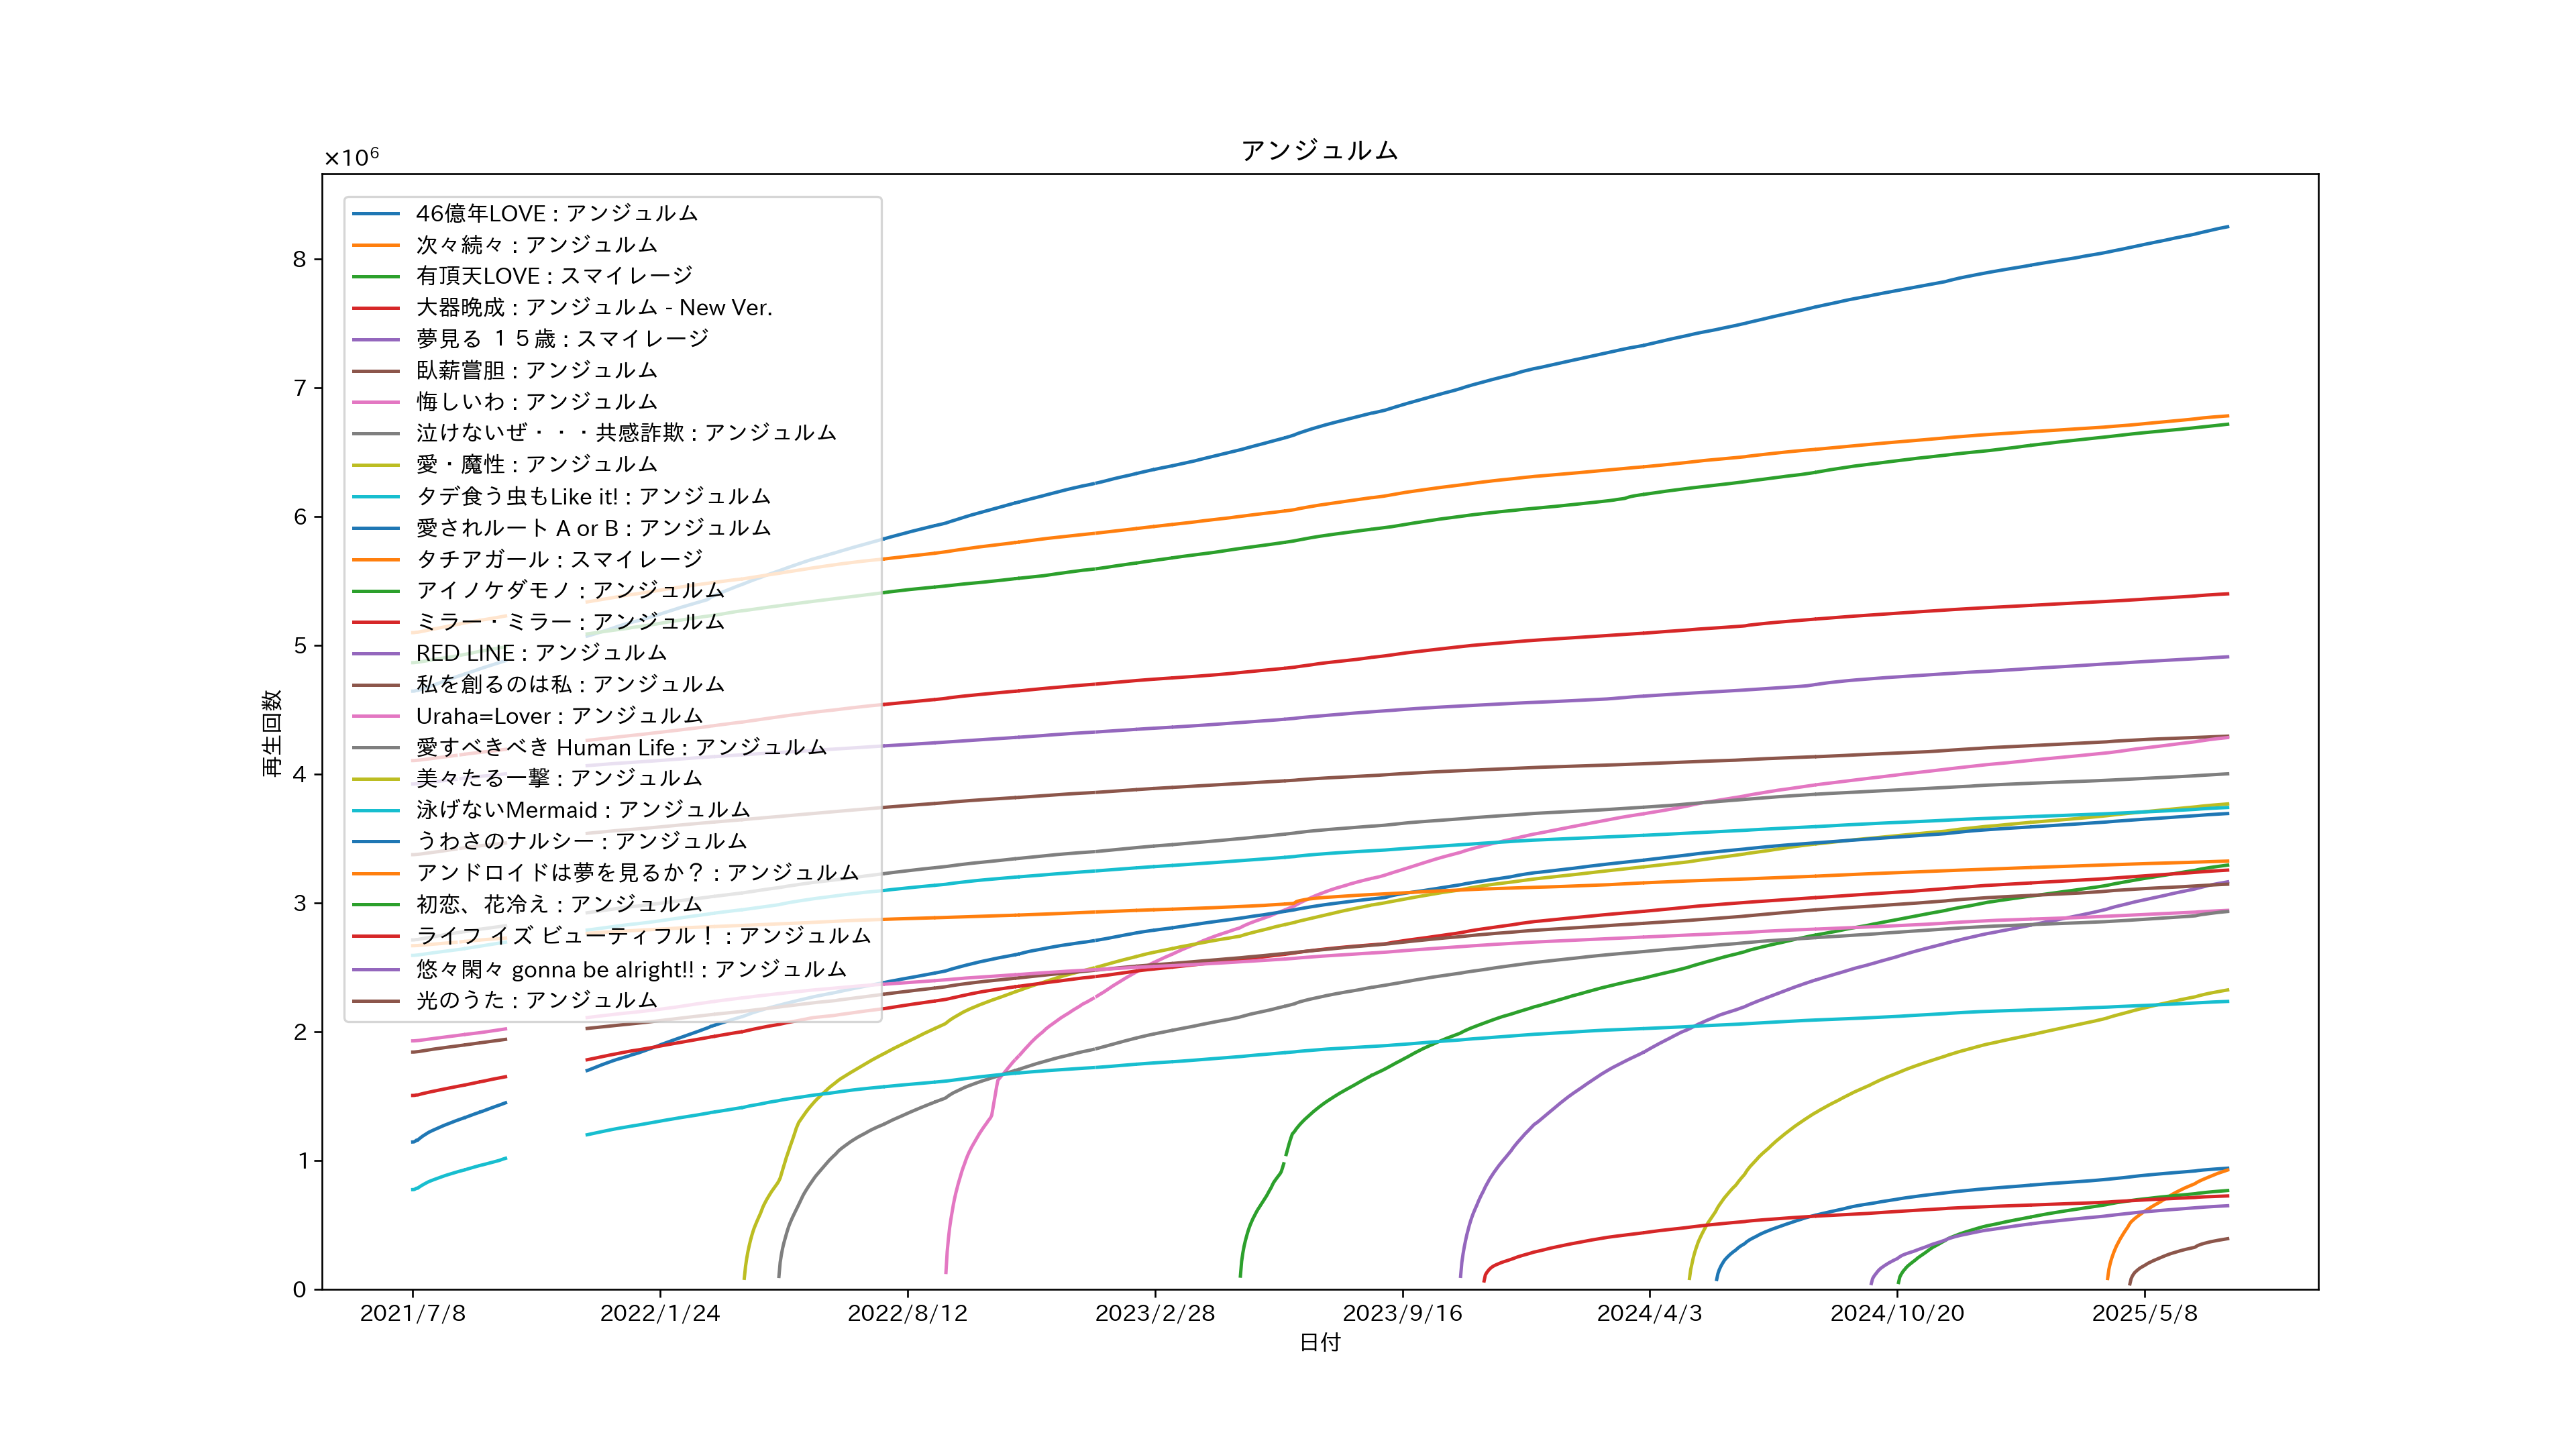 アンジュルム
×10⁶
46億年LOVE : アンジュルム
次々続々 : アンジュルム
有頂天LOVE : スマイレージ
大器晩成 : アンジュルム - New Ver.
夢見る １５歳 : スマイレージ
臥薪嘗胆 : アンジュルム
悔しいわ : アンジュルム
泣けないぜ・・・共感詐欺 : アンジュルム
愛・魔性 : アンジュルム
タデ食う虫もLike it! : アンジュルム
愛されルート A or B : アンジュルム
タチアガール : スマイレージ
アイノケダモノ : アンジュルム
ミラー・ミラー : アンジュルム
RED LINE : アンジュルム
私を創るのは私 : アンジュルム
Uraha=Lover : アンジュルム
愛すべきべき Human Life : アンジュルム
美々たる一撃 : アンジュルム
泳げないMermaid : アンジュルム
うわさのナルシー : アンジュルム
アンドロイドは夢を見るか？ : アンジュルム
初恋、花冷え : アンジュルム
ライフ イズ ビューティフル！ : アンジュルム
悠々閑々 gonna be alright!! : アンジュルム
光のうた : アンジュルム
8
7
6
5
4
3
2
1
0
再生回数
2021/7/8
2022/1/24
2022/8/12
2023/2/28
2023/9/16
2024/4/3
2024/10/20
2025/5/8
日付